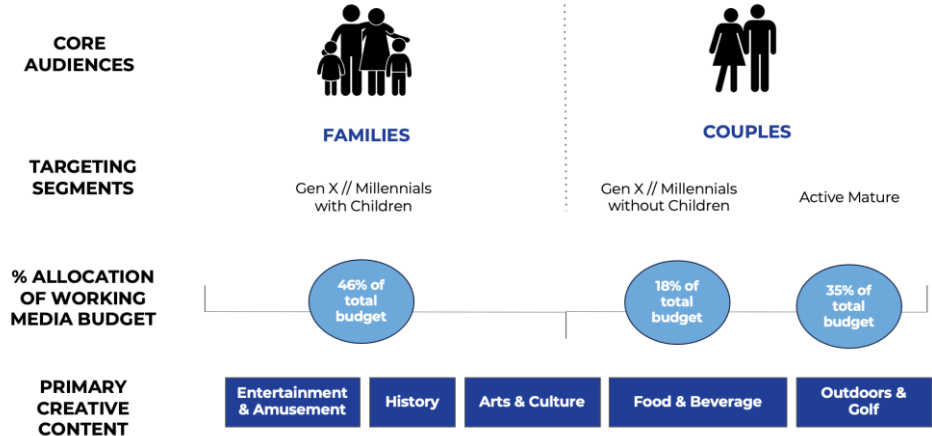 CORE
AUDIENCES
FAMILIES
COUPLES
TARGETING
SEGMENTS
Gen X // Millennials
with Children
Gen X // Millennials
without Children
Active Mature
% ALLOCATION
OF WORKING
MEDIA BUDGET
46% of
total
budget
18% of
total
budget
35% of
total
budget
PRIMARY
CREATIVE
CONTENT
Entertainment
& Amusement
History
Arts & Culture
Food & Beverage
Outdoors &
Golf